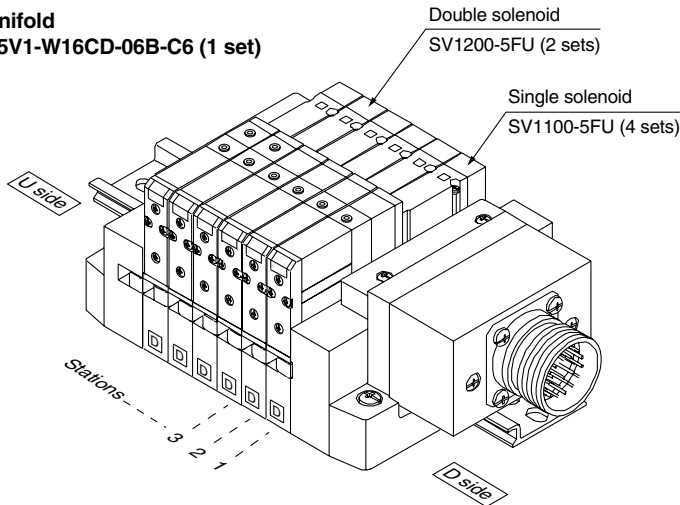 nifold
5V1-W16CD-06B-C6 (1 set)
Double solenoid
SV1200-5FU (2 sets)
Single solenoid
SV1100-5FU (4 sets)
U side
D D D D D D
Stations
3
2
1
D side